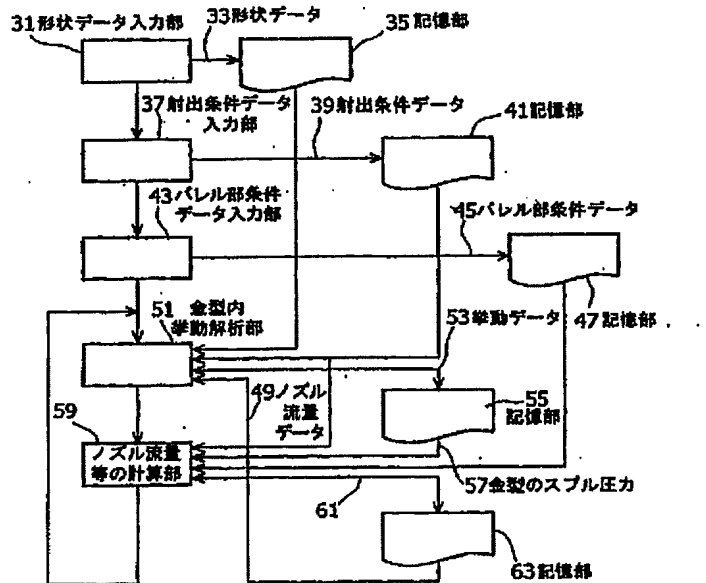 31形状データ入力部
33形状データ
35記憶部
37射出条件データ
入力部
39射出条件データ
41記憶部
43バレル部条件
データ入力部
45バレル部条件データ
47記憶部
51 金型内
挙動解析部
53挙動データ
49ノズル
流量
データ
55
記憶部
59
ノズル流量
等の計算部
57金型のスプル圧力
61
63記憶部